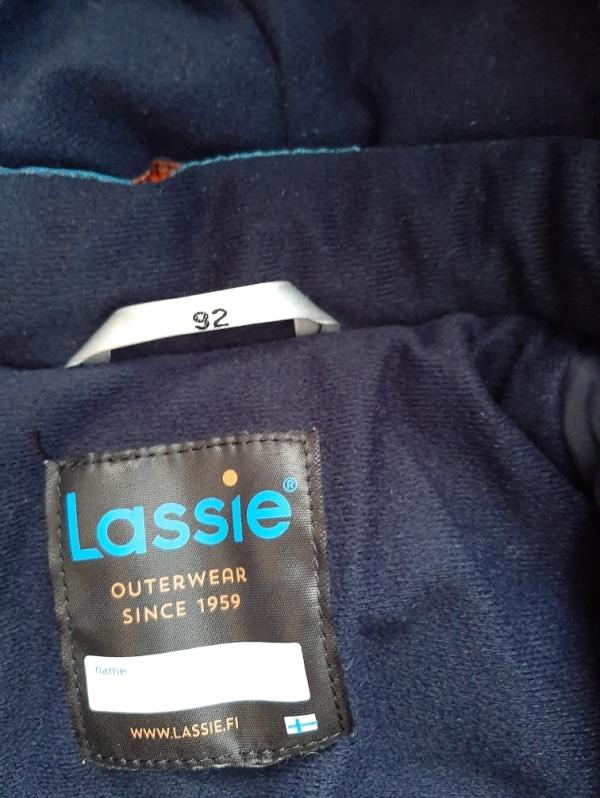 92
Lassie®
OUTERWEAR
SINCE 1959
name
WWW.LASSIE.FI